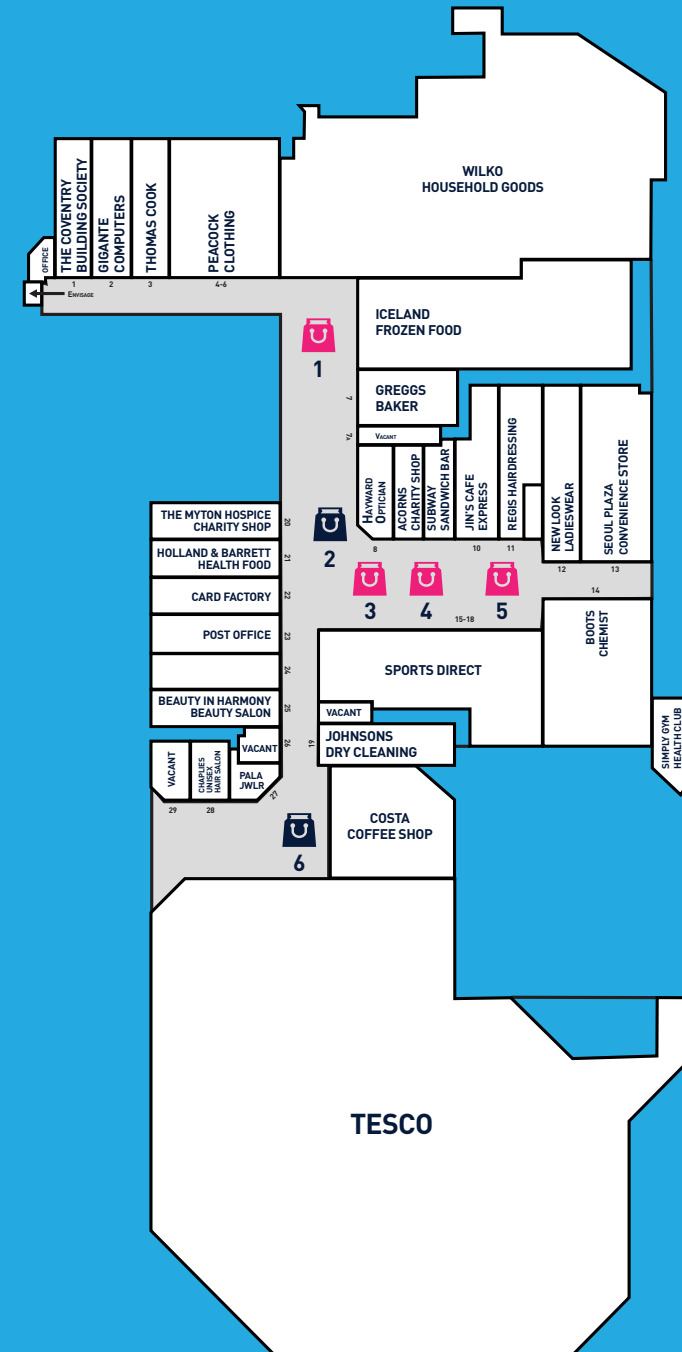 WILKO
HOUSEHOLD GOODS
OFFICE
THE COVENTRY
BUILDING SOCIETY
GIGANTE
COMPUTERS
THOMAS COOK
PEACOCK
CLOTHING
1
2
3
4-6
ENVISAGE
ICELAND
FROZEN FOOD
1
GREGGS
BAKER
7
7A
VACANT
HAYWARD
OPTICIAN
ACORNS
CHARITY SHOP
SUBWAY
SANDWICH BAR
JIN'S CAFE
EXPRESS
REGIS HAIRDRESSING
NEW LOOK
LADIESWEAR
SEOUL PLAZA
CONVENIENCE STORE
THE MYTON HOSPICE
CHARITY SHOP
20
2
8
10
11
HOLLAND & BARRETT
HEALTH FOOD
21
12
13
CARD FACTORY
22
3
4
5
14
15-18
POST OFFICE
23
BOOTS
CHEMIST
24
SPORTS DIRECT
BEAUTY IN HARMONY
BEAUTY SALON
25
VACANT
SIMPLY GYM
HEALTH CLUB
VACANT
26
19
JOHNSONS
DRY CLEANING
VACANT
CHAPLIES
UNISEX
HAIR SALON
PALA
JWLR
27
29
28
COSTA
COFFEE SHOP
6
TESCO